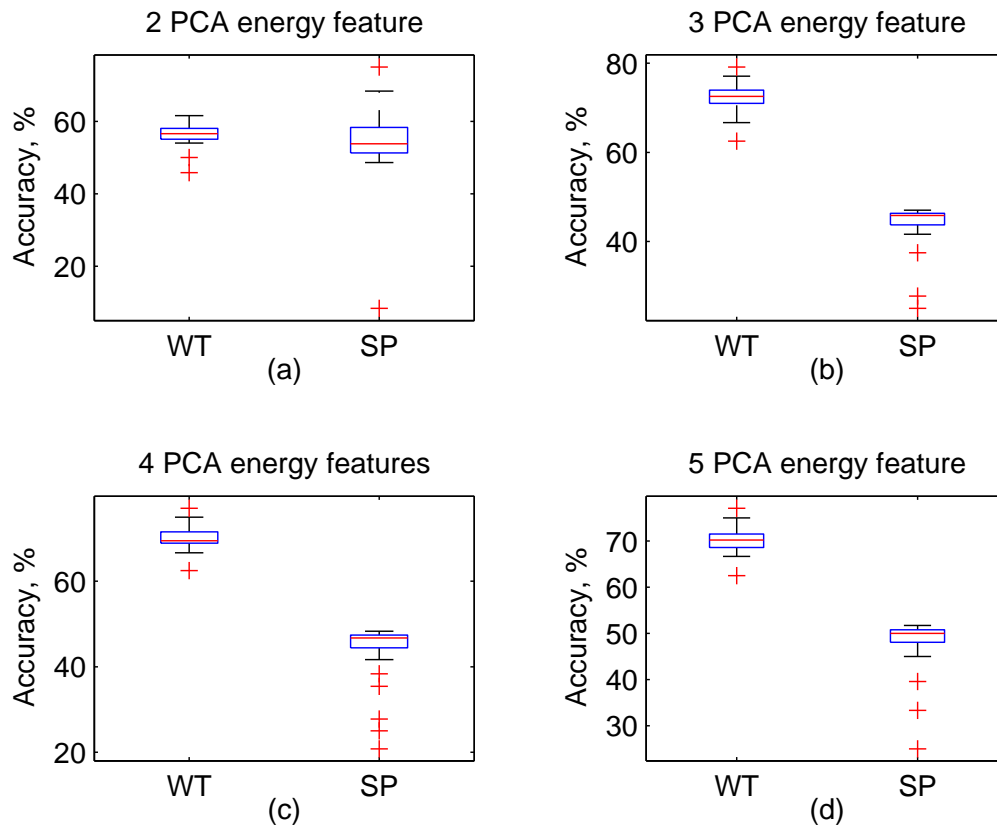 2 PCA energy feature
Accuracy, %
60
40
20
WT SP
(a)
3 PCA energy feature
Accuracy, %
80
60
40
WT SP
(b)
4 PCA energy features
Accuracy, %
60
40
20
WT SP
(c)
5 PCA energy feature
Accuracy, %
70
60
50
40
30
WT SP
(d)